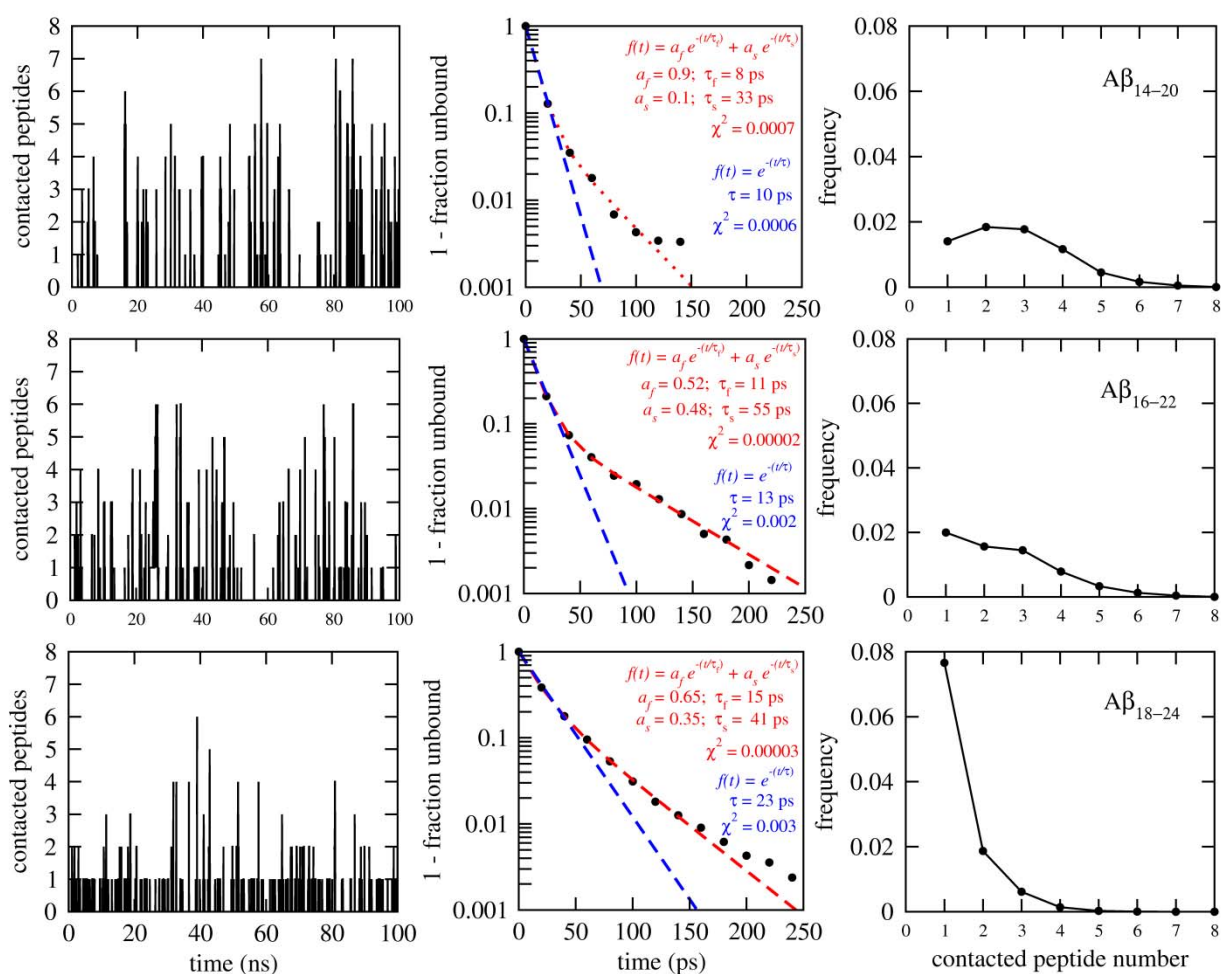 contacted peptides
8
7
6
5
4
3
2
1
0
0 20 40 60 80 100
1 - fraction unbound
1
0.1
0.01
0.001
0 50 100 150 200 250
f(t) = a_f e^{-(t/τ_f)} + a_s e^{-(t/τ_s)}
a_f = 0.9; τ_f = 8 ps
a_s = 0.1; τ_s = 33 ps
χ² = 0.0007
f(t) = e^{-(t/τ)}
τ = 10 ps
χ² = 0.0006
frequency
0.08
0.06
0.04
0.02
0
Aβ_{14–20}
1 2 3 4 5 6 7 8
contacted peptides
8
7
6
5
4
3
2
1
0
0 20 40 60 80 100
1 - fraction unbound
1
0.1
0.01
0.001
0 50 100 150 200 250
f(t) = a_f e^{-(t/τ_f)} + a_s e^{-(t/τ_s)}
a_f = 0.52; τ_f = 11 ps
a_s = 0.48; τ_s = 55 ps
χ² = 0.00002
f(t) = e^{-(t/τ)}
τ = 13 ps
χ² = 0.002
frequency
0.08
0.06
0.04
0.02
0
Aβ_{16–22}
0 1 2 3 4 5 6 7 8
contacted peptides
8
7
6
5
4
3
2
1
0
0 20 40 60 80 100
time (ns)
1 - fraction unbound
1
0.1
0.01
0.001
0 50 100 150 200 250
time (ps)
f(t) = a_f e^{-(t/τ_f)} + a_s e^{-(t/τ_s)}
a_f = 0.65; τ_f = 15 ps
a_s = 0.35; τ_s = 41 ps
χ² = 0.00003
f(t) = e^{-(t/τ)}
τ = 23 ps
χ² = 0.003
frequency
0.08
0.06
0.04
0.02
0
Aβ_{18–24}
0 1 2 3 4 5 6 7 8
contacted peptide number